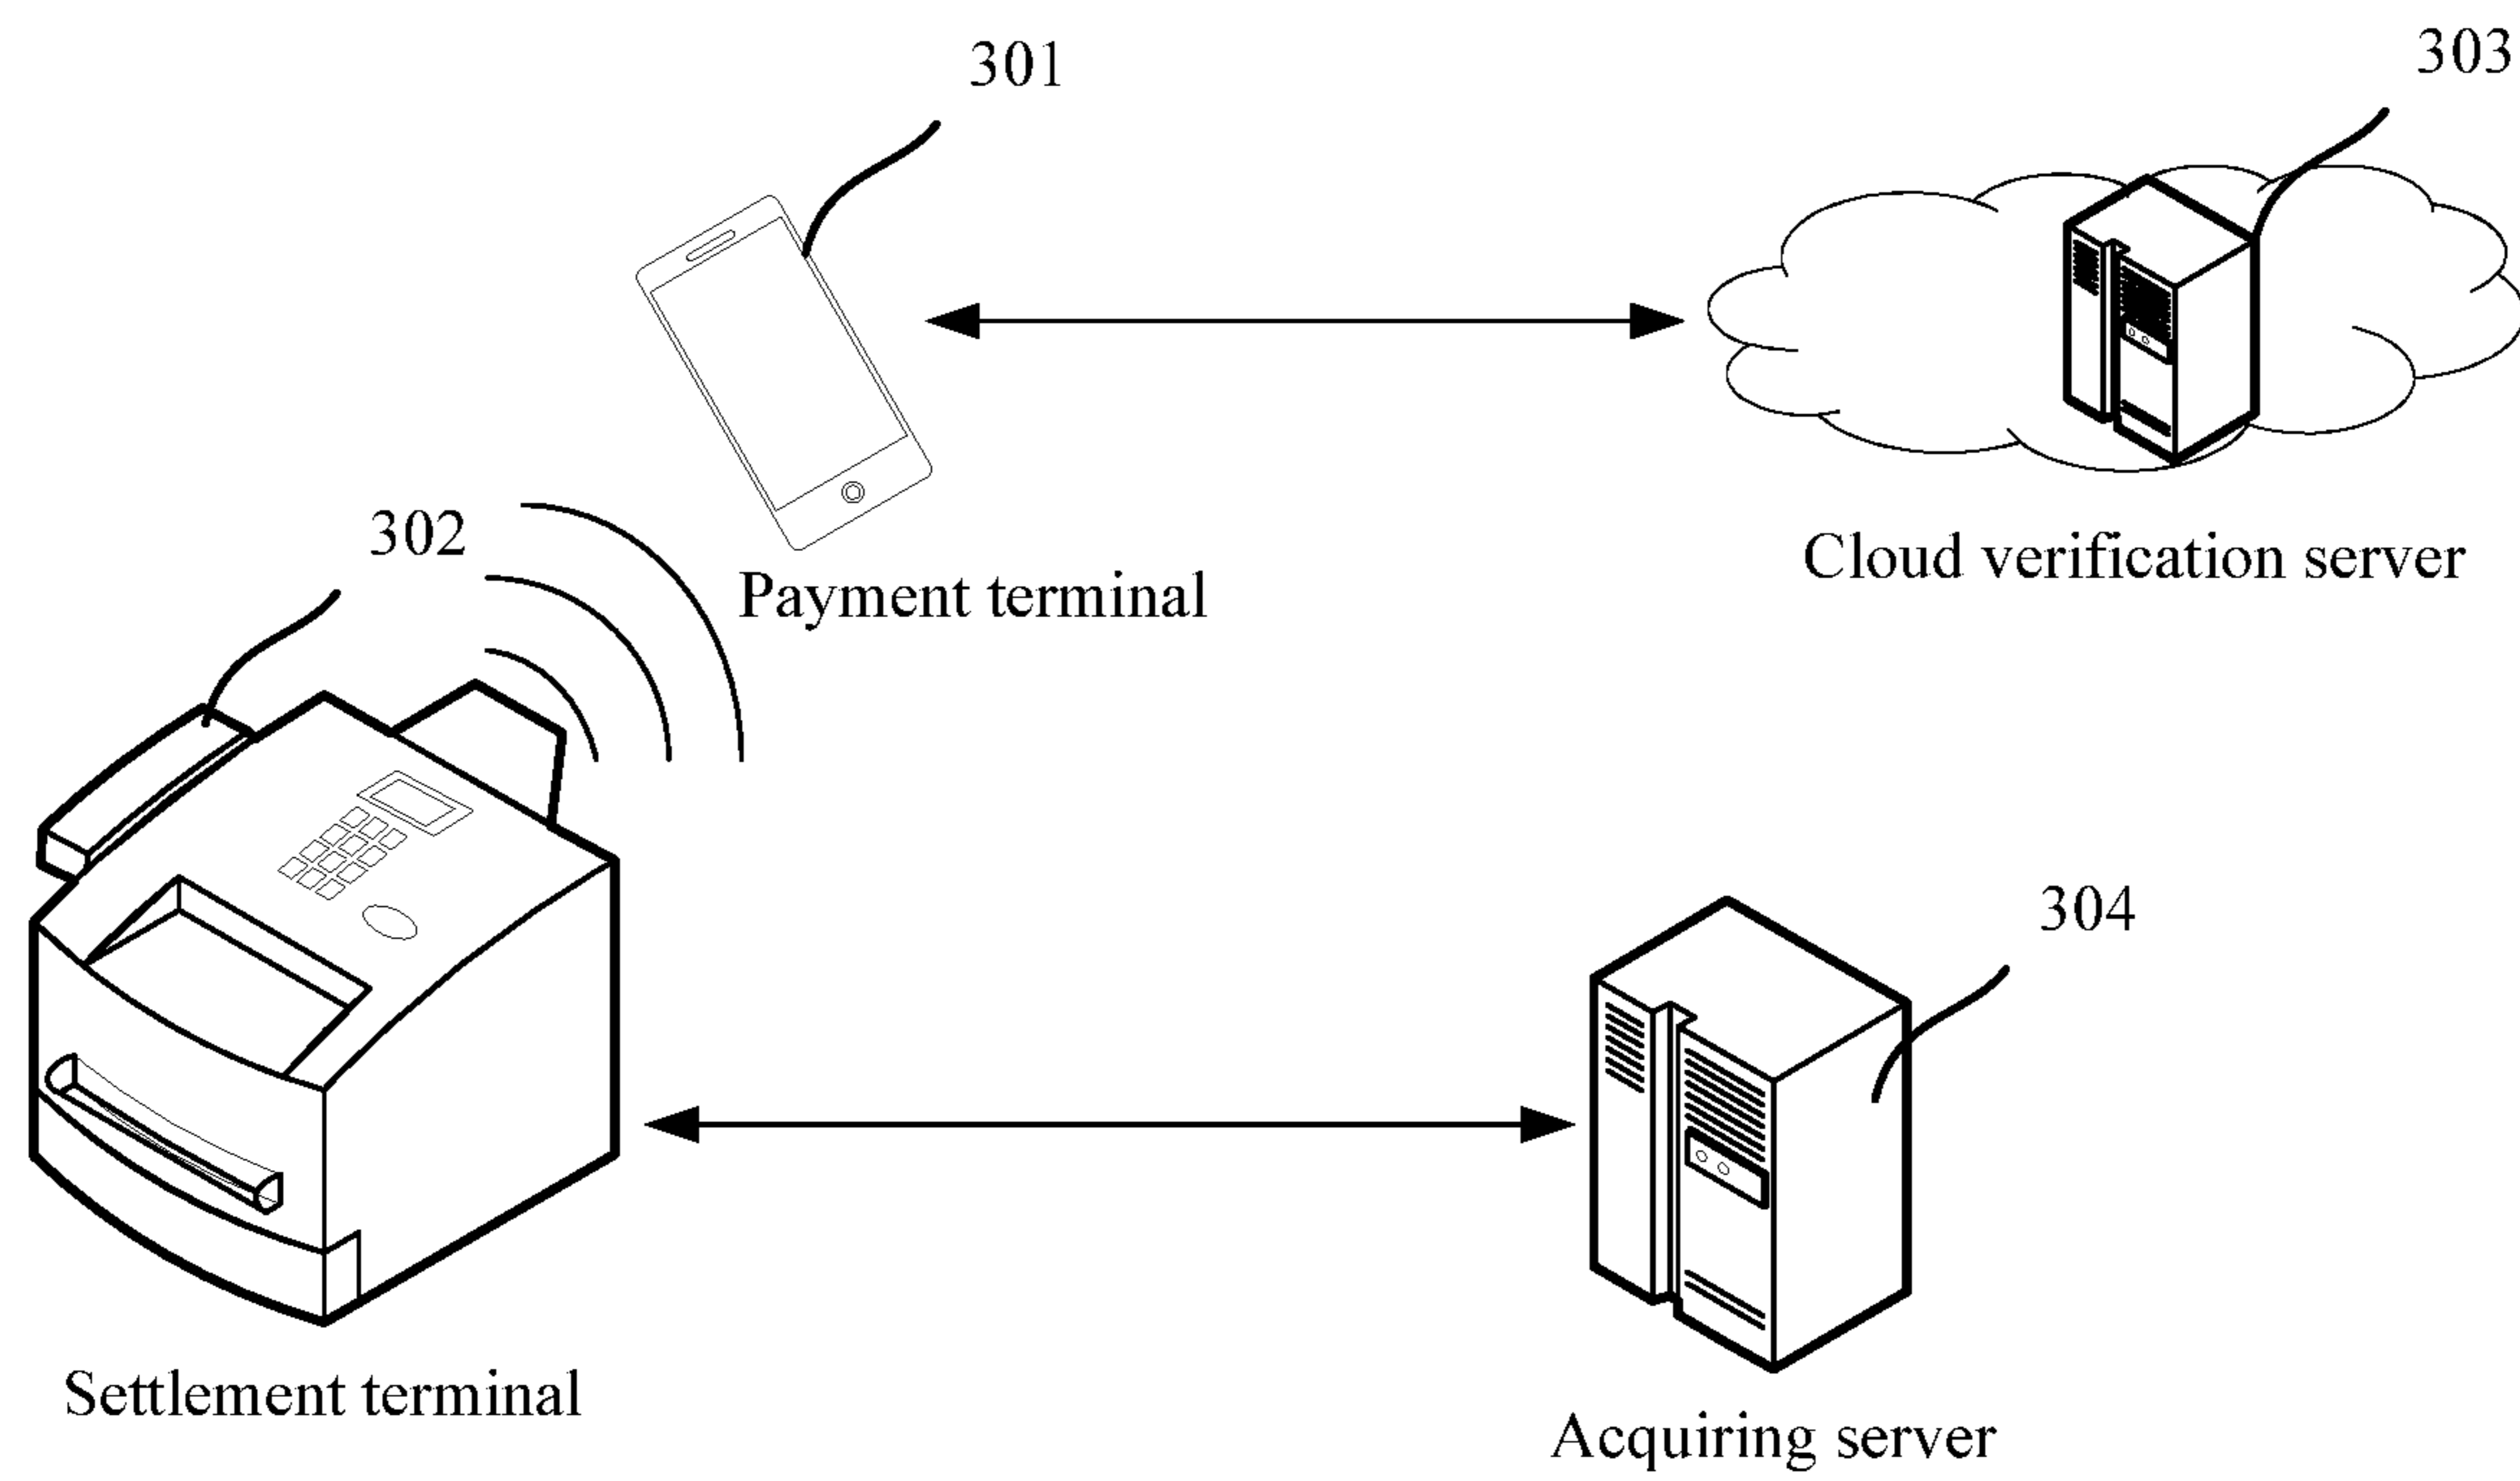 301
303
302
Payment terminal
Cloud verification server
304
Settlement terminal
Acquiring server